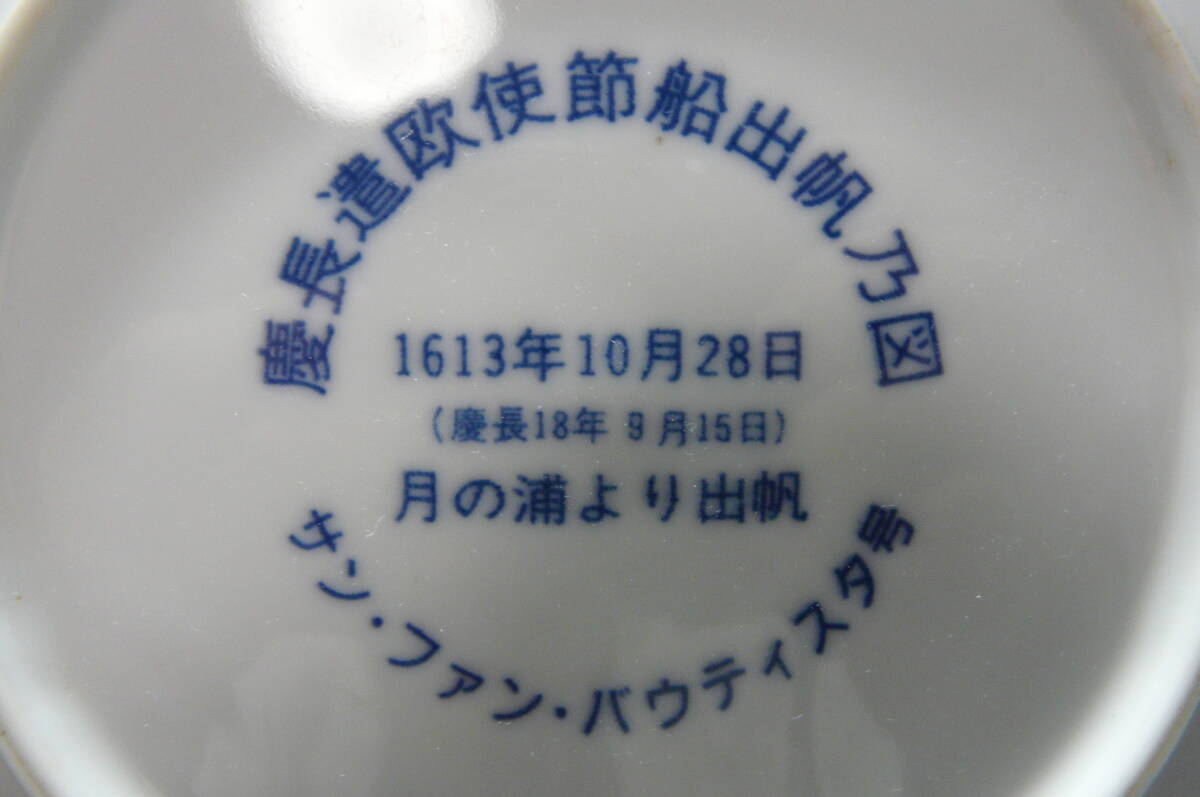 慶長遣欧使節船出帆乃図
1613年10月28日
(慶長18年 9月15日)
月の浦より出帆
サン・ファン・バウティスタ号